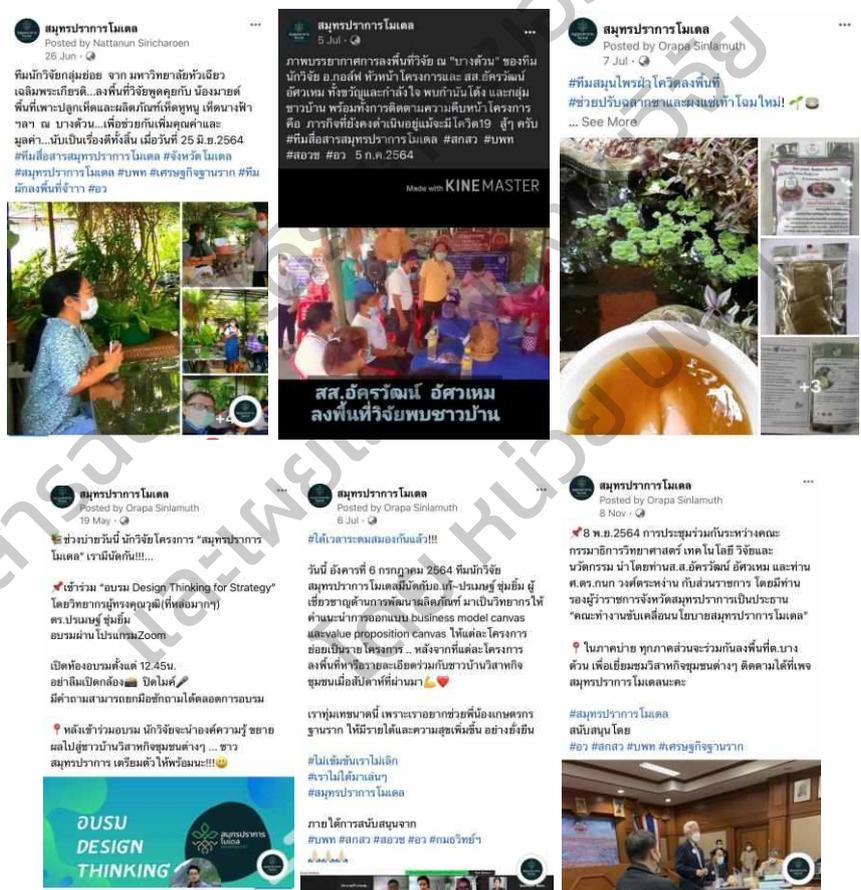 สมุทรปราการโมเดล
Posted by Nattanun Siricharoen
26 Jun ·
ทีมนักวิจัยกลุ่มย่อย จาก มหาวิทยาลัยหัวเฉียว
เฉลิมพระเกียรติ...ลงพื้นที่วิจัยพูดคุยกับ น้องมายด์
พื้นที่เพาะปลูกเห็ดและผลิตภัณฑ์เห็ดหูหนู เห็ดนางฟ้า
ฯลฯ ณ บางด้วน...เพื่อช่วยกันเพิ่มคุณค่าและ
มูลค่า...นับเป็นเรื่องดีทั้งสิ้น เมื่อวันที่ 25 มิ.ย.2564
#ทีมสื่อสารสมุทรปราการโมเดล #จังหวัดโมเดล
#สมุทรปราการโมเดล #บพท #เศรษฐกิจฐานราก #ทีม
ผักลงพื้นที่จ้าาา #อว
สมุทรปราการโมเดล
5 Jul ·
ภาพบรรยากาศการลงพื้นที่วิจัย ณ "บางด้วน" ของทีม
นักวิจัย อ.กอล์ฟ หัวหน้าโครงการและ สส.อัครวัฒน์
อัศวเหม ทั้งขวัญและกำลังใจ พบกำนันโต้ง และกลุ่ม
ชาวบ้าน พร้อมทั้งการติดตามความคืบหน้า โครงการ
คือ ภารกิจที่ยังคงดำเนินอยู่แม้จะมีโควิด19 สู้ๆ ครับ
#ทีมสื่อสารสมุทรปราการโมเดล #สกสว #บพท
#สอวช #อว 5 ก.ค.2564
Made with KINEMASTER
สส.อัครวัฒน์ อัศวเหม
ลงพื้นที่วิจัยพบชาวบ้าน
สมุทรปราการโมเดล
Posted by Orapa Sinlamuth
7 Jul ·
#ทีมสมุนไพรฝ่าโควิดลงพื้นที่
#ช่วยปรับฉลากชาและผงแช่เท้าโฉมใหม่!
... See More
+3
สมุทรปราการโมเดล
Posted by Orapa Sinlamuth
19 May ·
ช่วงบ่ายวันนี้ นักวิจัยโครงการ "สมุทรปราการ
โมเดล" เรามีนัดกัน!!!...
เข้าร่วม "อบรม Design Thinking for Strategy"
โดยวิทยากรผู้ทรงคุณวุฒิ(ที่หล่อมากๆ)
ดร.ปรเมษฐ์ ชุ่มยิ้ม
อบรมผ่านโปรแกรมZoom
เปิดห้องอบรมตั้งแต่ 12.45น.
อย่าลืมเปิดกล้อง เปิดไมค์
มีคำถามสามารถยกมือซักถามได้ตลอดการอบรม
หลังเข้าร่วมอบรม นักวิจัยจะนำองค์ความรู้ ขยาย
ผลไปสู่ชาวบ้านวิสาหกิจชุมชนต่างๆ ... ชาว
สมุทรปราการ เตรียมตัวให้พร้อมนะ!!!
อบรม
DESIGN
THINKING
สมุทรปราการ
โมเดล
สมุทรปราการโมเดล
Posted by Orapa Sinlamuth
6 Jul ·
#ได้เวลาระดมสมองกันแล้ว!!!
วันนี้ อังคารที่ 6 กรกฎาคม 2564 ทีมนักวิจัย
สมุทรปราการโมเดลมีนัดกับอ.เก๋-ปรเมษฐ์ ชุ่มยิ้ม ผู้
เชี่ยวชาญด้านการพัฒนาผลิตภัณฑ์ มาเป็นวิทยากรให้
คำแนะนำการออกแบบ business model canvas
และvalue proposition canvas ให้แต่ละโครงการ
ย่อยเป็นรายโครงการ .. หลังจากที่แต่ละโครงการ
ลงพื้นที่หารือรายละเอียดร่วมกับชาวบ้านวิสาหกิจ
ชุมชนเมื่อสัปดาห์ที่ผ่านมา
เราทุ่มเทขนาดนี้ เพราะเราอยากช่วยพี่น้องเกษตรกร
ฐานราก ให้มีรายได้และความสุขเพิ่มขึ้น อย่างยั่งยืน
#ไม่เข้มข้นเราไม่เลิก
#เราไม่ได้มาเล่นๆ
#สมุทรปราการโมเดล
ภายใต้การสนับสนุนจาก
#บพท #สกสว #สอวช #อว #กมธวิทย์ฯ
สมุทรปราการโมเดล
Posted by Orapa Sinlamuth
8 Nov ·
8 พ.ย.2564 การประชุมร่วมกันระหว่างคณะ
กรรมาธิการวิทยาศาสตร์ เทคโนโลยี วิจัยและ
นวัตกรรม นำโดยท่านส.ส.อัครวัฒน์ อัศวเหม และท่าน
ศ.ดร.กนก วงศ์ตระหง่าน กับส่วนราชการ โดยมีท่าน
รองผู้ว่าราชการจังหวัดสมุทรปราการเป็นประธาน
"คณะทำงานขับเคลื่อนนโยบายสมุทรปราการโมเดล"
ในภาคบ่าย ทุกภาคส่วนจะร่วมกันลงพื้นที่ต.บาง
ด้วน เพื่อเยี่ยมชมวิสาหกิจชุมชนต่างๆ ติดตามได้ที่เพจ
สมุทรปราการโมเดลนะคะ
#สมุทรปราการโมเดล
สนับสนุนโดย
#อว #สกสว #บพท #เศรษฐกิจฐานราก